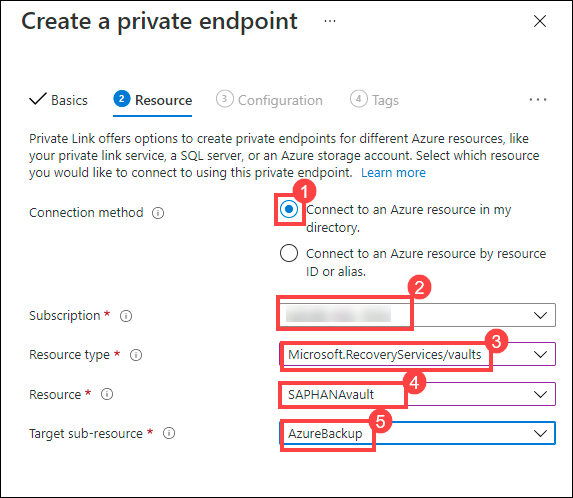 Create a private endpoint ...
Basics 2 Resource 3 Configuration 4 Tags ...
Private Link offers options to create private endpoints for different Azure resources, like
your private link service, a SQL server, or an Azure storage account. Select which resource
you would like to connect to using this private endpoint. Learn more
1
Connection method
Connect to an Azure resource in my
directory.
Connect to an Azure resource by resource
ID or alias.
2
Subscription *
3
Resource type * Microsoft.RecoveryServices/vaults
4
Resource * SAPHANAvault
5
Target sub-resource * AzureBackup